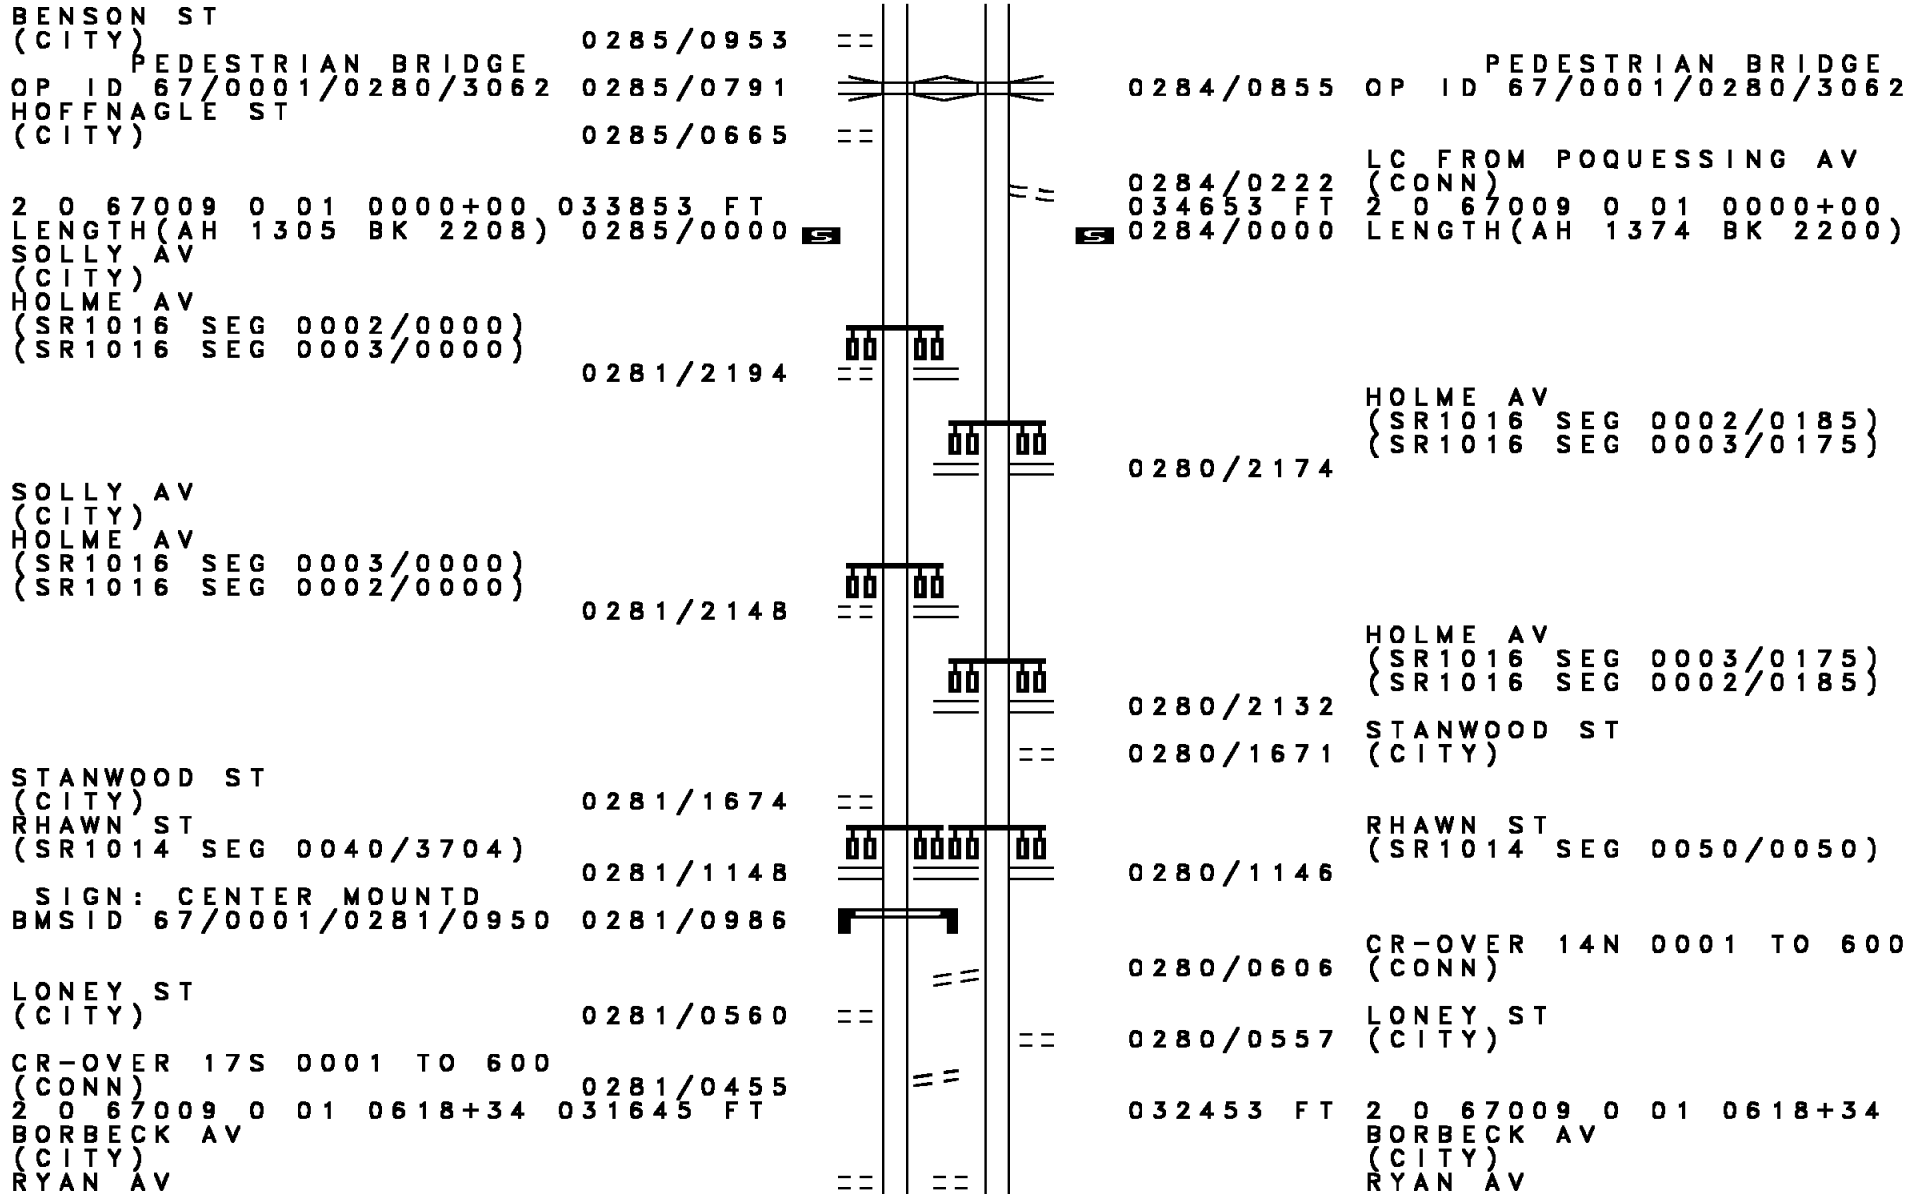 BENSON ST
(CITY) 0285/0953
PEDESTRIAN BRIDGE PEDESTRIAN BRIDGE
OP ID 67/0001/0280/3062 0285/0791 0284/0855 OP ID 67/0001/0280/3062
HOFFNAGLE ST
(CITY) 0285/0665
LC FROM POQUESSING AV
0284/0222 (CONN)
2 0 67009 0 01 0000+00 033853 FT 034653 FT 2 0 67009 0 01 0000+00
LENGTH(AH 1305 BK 2208) 0285/0000 S S 0284/0000 LENGTH(AH 1374 BK 2200)
SOLLY AV
(CITY)
HOLME AV
(SR1016 SEG 0002/0000)
(SR1016 SEG 0003/0000)
0281/2194
HOLME AV
(SR1016 SEG 0002/0185)
(SR1016 SEG 0003/0175)
0280/2174
SOLLY AV
(CITY)
HOLME AV
(SR1016 SEG 0003/0000)
(SR1016 SEG 0002/0000)
0281/2148
HOLME AV
(SR1016 SEG 0003/0175)
(SR1016 SEG 0002/0185)
0280/2132
STANWOOD ST
0280/1671 (CITY)
STANWOOD ST
(CITY) 0281/1674
RHAWN ST RHAWN ST
(SR1014 SEG 0040/3704) (SR1014 SEG 0050/0050)
0281/1148 0280/1146
SIGN: CENTER MOUNTD
BMSID 67/0001/0281/0950 0281/0986
CR-OVER 14N 0001 TO 600
0280/0606 (CONN)
LONEY ST
(CITY) 0281/0560
LONEY ST
0280/0557 (CITY)
CR-OVER 17S 0001 TO 600
(CONN) 0281/0455
2 0 67009 0 01 0618+34 031645 FT 032453 FT 2 0 67009 0 01 0618+34
BORBECK AV BORBECK AV
(CITY) (CITY)
RYAN AV RYAN AV